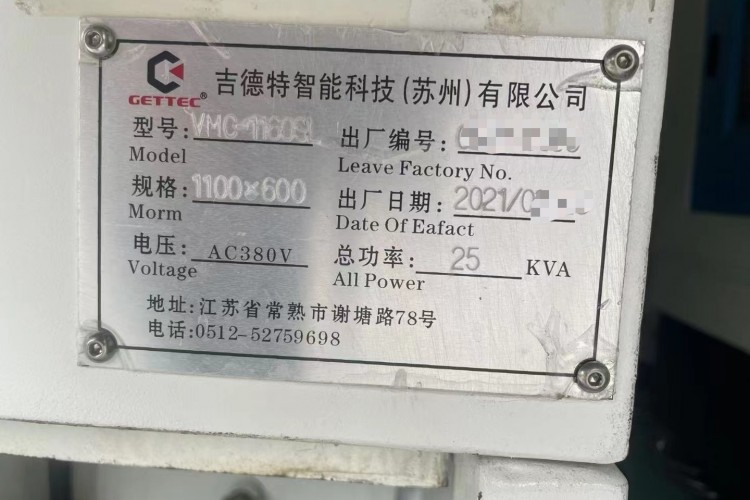 GETTEC®
吉德特智能科技(苏州)有限公司
型号: VMC-1160SL 出厂编号:
Model Leave Factory No.
规格: 1100×600 出厂日期: 2021/0
Morm Date Of Eafact
电压: AC380V 总功率: 25 KVA
Voltage All Power
地址:江苏省常熟市谢塘路78号
电话:0512-52759698